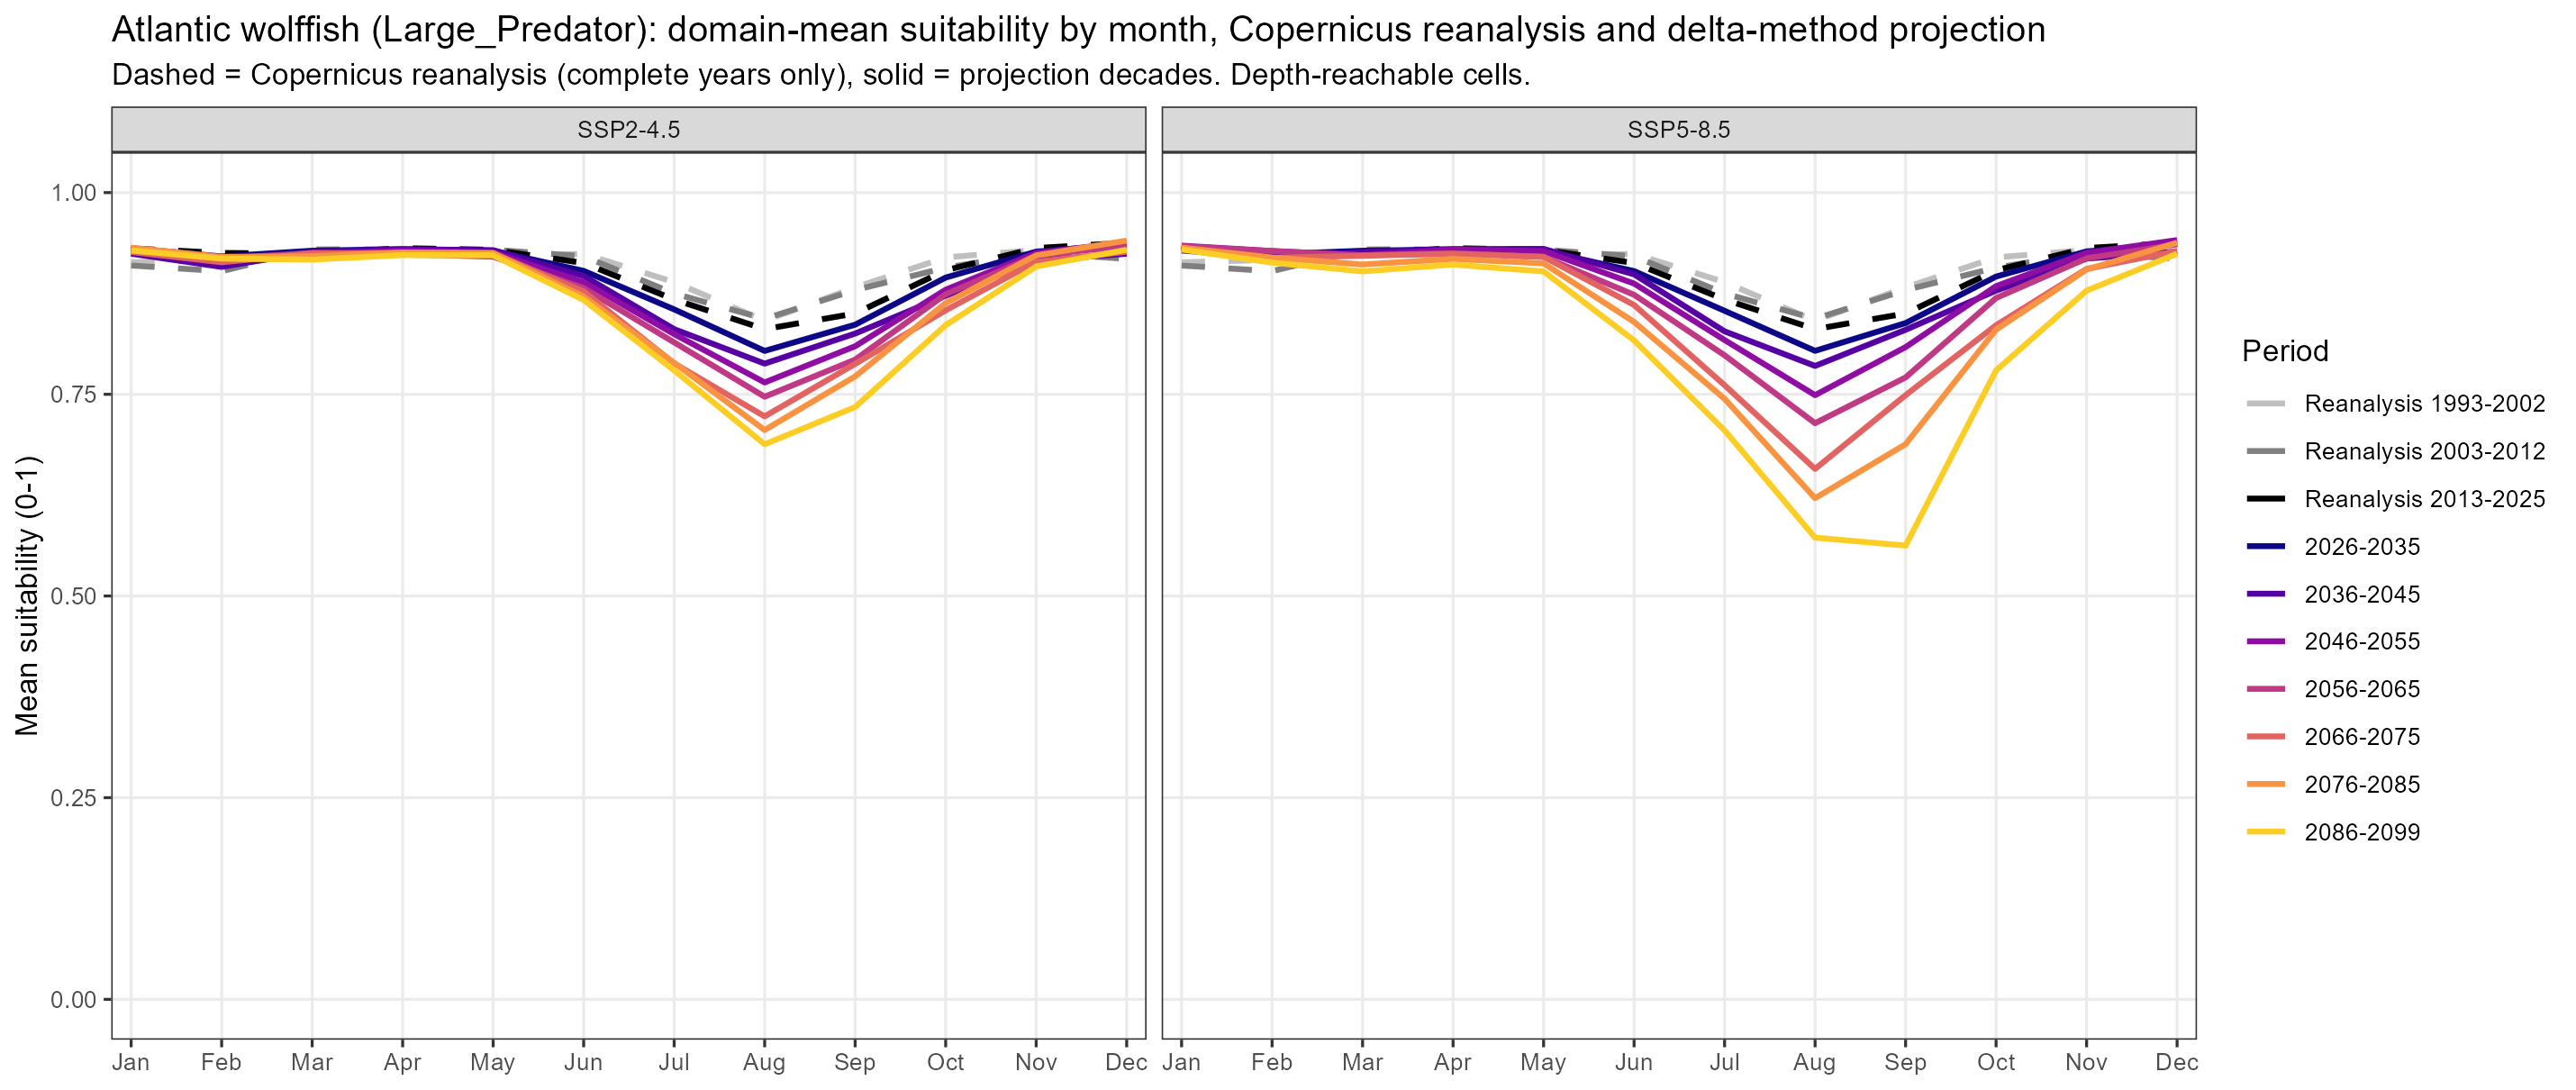 Atlantic wolffish (Large_Predator): domain-mean suitability by month, Copernicus reanalysis and delta-method projection
Dashed = Copernicus reanalysis (complete years only), solid = projection decades. Depth-reachable cells.
SSP2-4.5
SSP5-8.5
Mean suitability (0-1)
1.00
0.75
0.50
0.25
0.00
Jan Feb Mar Apr May Jun Jul Aug Sep Oct Nov Dec
Jan Feb Mar Apr May Jun Jul Aug Sep Oct Nov Dec
Period
Reanalysis 1993-2002
Reanalysis 2003-2012
Reanalysis 2013-2025
2026-2035
2036-2045
2046-2055
2056-2065
2066-2075
2076-2085
2086-2099